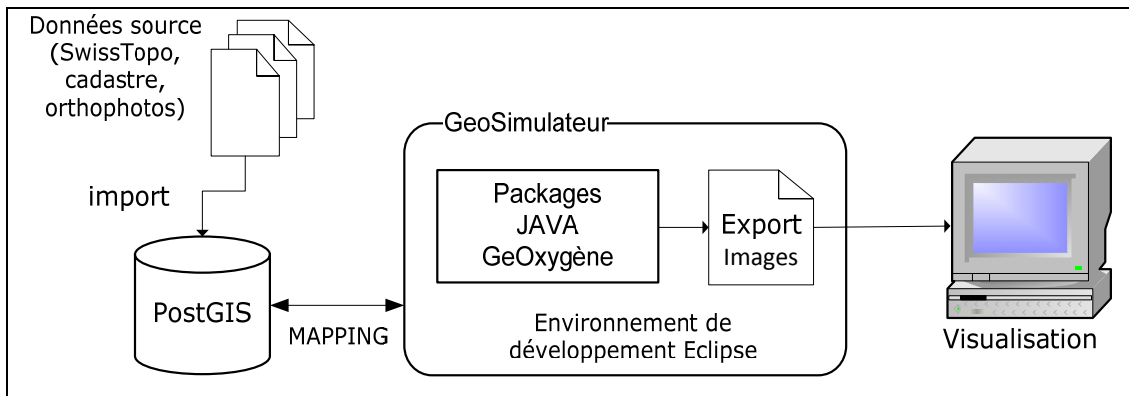 Données source
(SwissTopo,
cadastre,
orthophotos)
import
PostGIS
MAPPING
GeoSimulateur
Packages
JAVA
GeOxygène
Export
Images
Environnement de
développement Eclipse
Visualisation